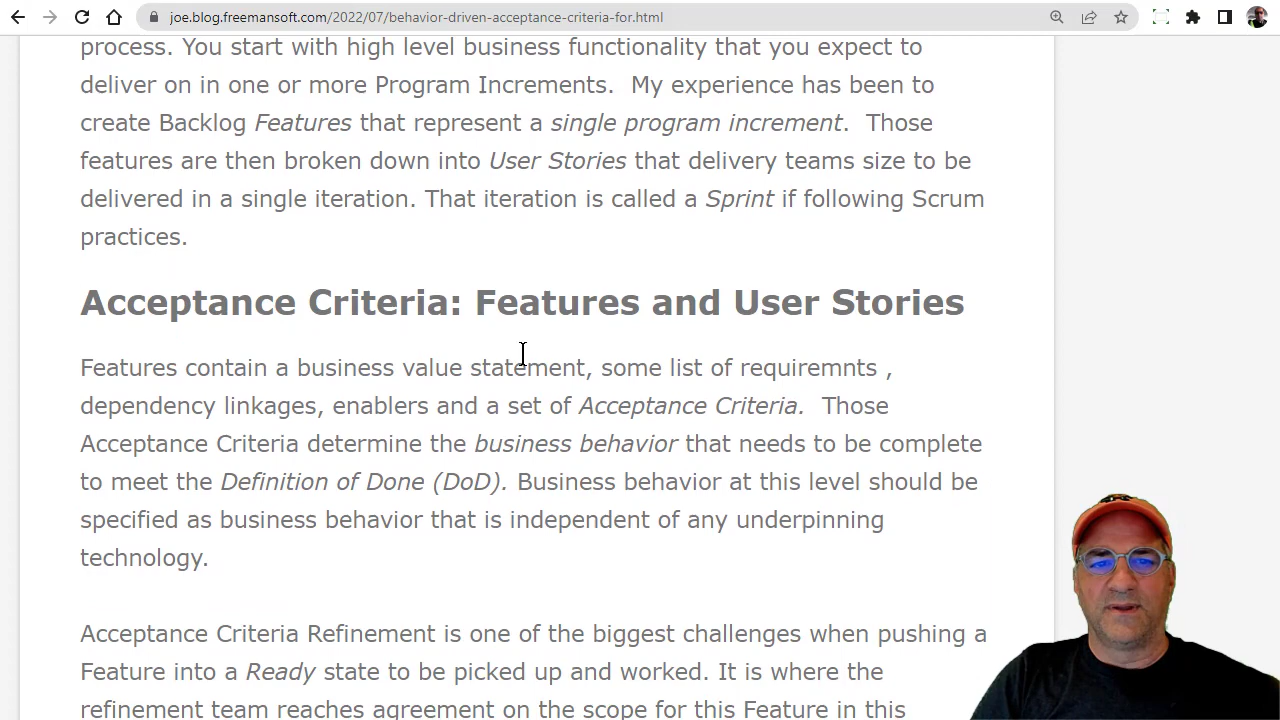 joe.blog.freemansoft.com/2022/07/behavior-driven-acceptance-criteria-for.html
process. You start with high level business functionality that you expect to
deliver on in one or more Program Increments.  My experience has been to
create Backlog Features that represent a single program increment.  Those
features are then broken down into User Stories that delivery teams size to be
delivered in a single iteration. That iteration is called a Sprint if following Scrum
practices.
Acceptance Criteria: Features and User Stories
Features contain a business value statement, some list of requiremnts ,
dependency linkages, enablers and a set of Acceptance Criteria.  Those
Acceptance Criteria determine the business behavior that needs to be complete
to meet the Definition of Done (DoD). Business behavior at this level should be
specified as business behavior that is independent of any underpinning
technology.
Acceptance Criteria Refinement is one of the biggest challenges when pushing a
Feature into a Ready state to be picked up and worked. It is where the
refinement team reaches agreement on the scope for this Feature in this